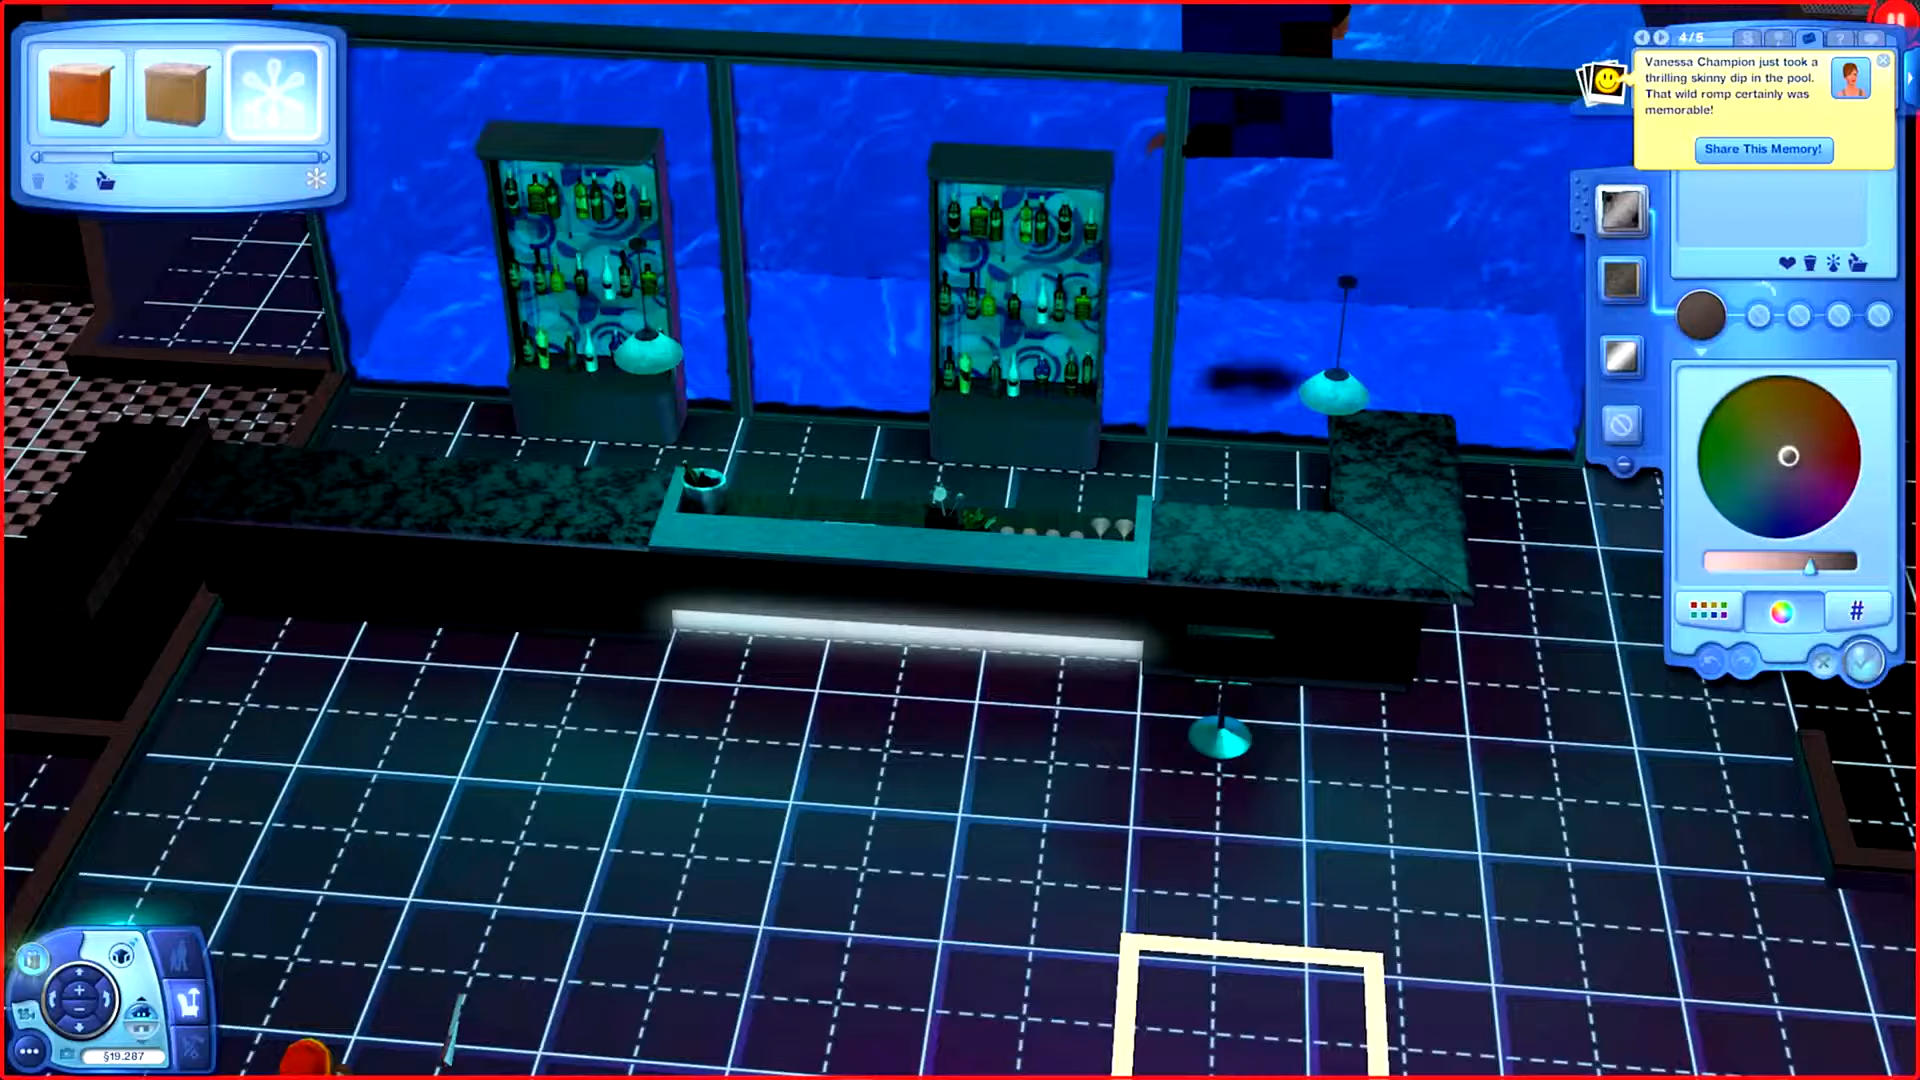 4/5
Vanessa Champion just took a
thrilling skinny dip in the pool.
That wild romp certainly was
memorable!
Share This Memory!
#
§19.287